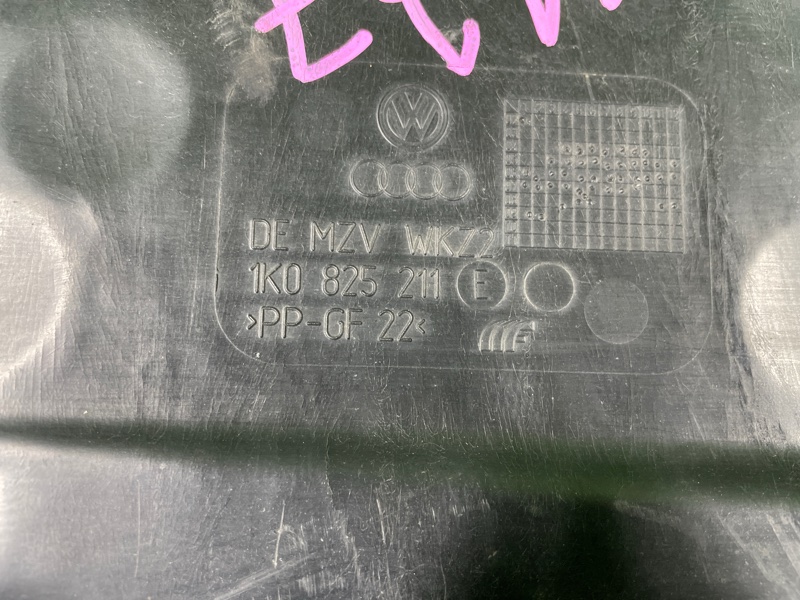 DE MZV WKZ2
1K0 825 211 E
>PP-GF 22<